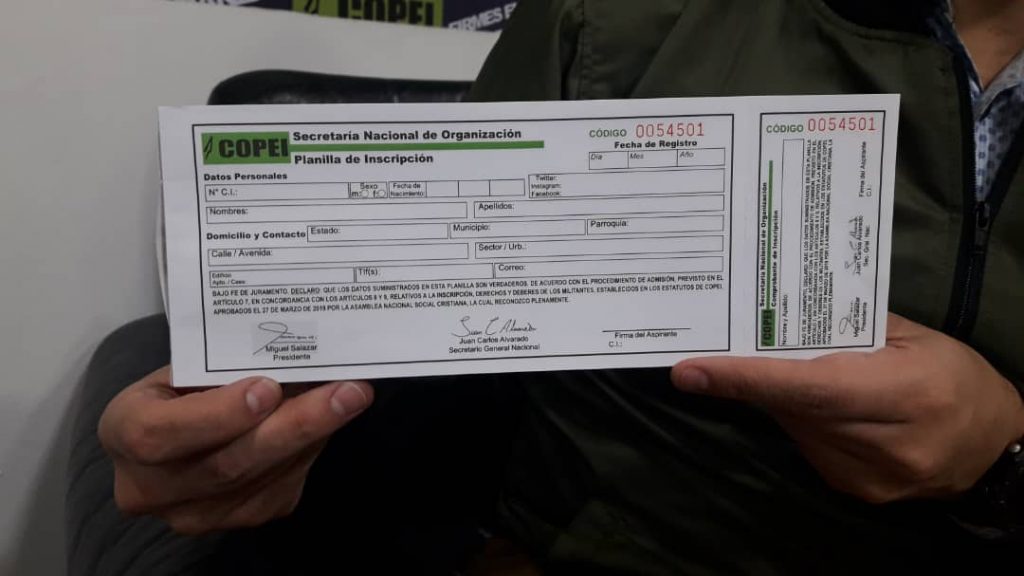 COPEI
FIRMES E
COPEI
Secretaría Nacional de Organización
Planilla de Inscripción
CÓDIGO 0054501
Fecha de Registro
Día Mes Año
Datos Personales
N° C.I.:
Sexo
m: f:
Fecha de
Nacimiento:
Twitter:
Instagram:
Facebook:
Nombres:
Apellidos:
Domicilio y Contacto
Estado:
Municipio:
Parroquia:
Calle / Avenida:
Sector / Urb.:
Edificio
Apto. / Casa:
Tlf(s):
Correo:
BAJO FE DE JURAMENTO, DECLARO QUE LOS DATOS SUMINISTRADOS EN ESTA PLANILLA SON VERDADEROS. DE ACUERDO CON EL PROCEDIMIENTO DE ADMISIÓN, PREVISTO EN EL
ARTÍCULO 7, EN CONCORDANCIA CON LOS ARTÍCULOS 8 Y 9, RELATIVOS A LA INSCRIPCIÓN, DERECHOS Y DEBERES DE LOS MILITANTES, ESTABLECIDOS EN LOS ESTATUTOS DE COPEI,
APROBADOS EL 27 DE MARZO DE 2019 POR LA ASAMBLEA NACIONAL SOCIAL CRISTIANA, LA CUAL RECONOZCO PLENAMENTE.
Miguel Salazar
Presidente
Juan C Alvarado
Juan Carlos Alvarado
Secretario General Nacional
Firma del Aspirante
C.I.:
CÓDIGO 0054501
COPEI
Secretaría Nacional de Organización
Comprobante de Inscripción
Nombre y Apellido:
Miguel Salazar
Presidente
Juan Carlos Alvarado
Sec. Gral. Nac.
Firma del Aspirante
C.I.: